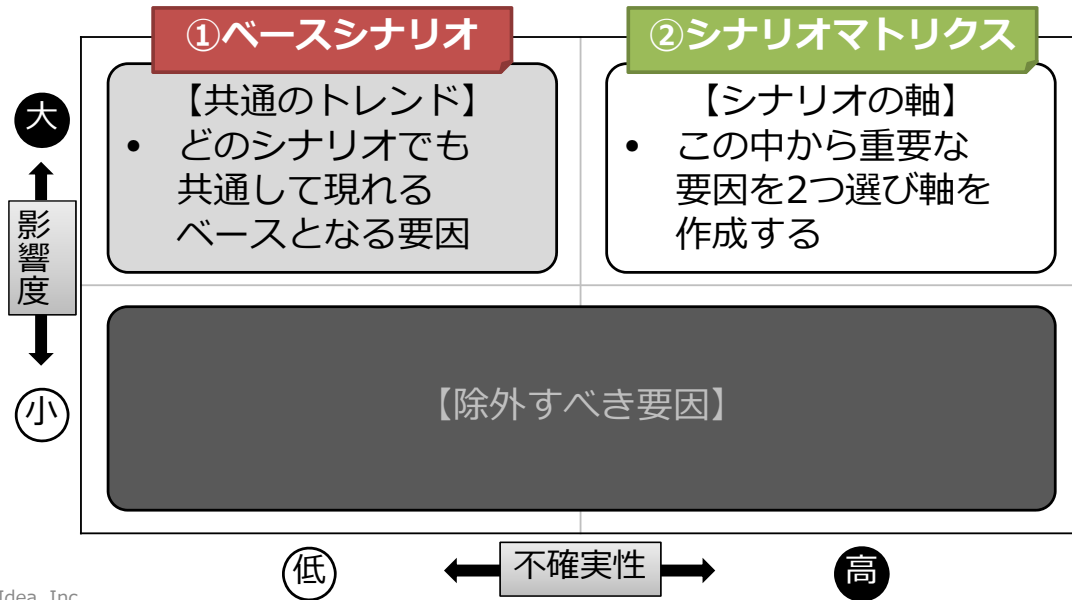 ①ベースシナリオ
②シナリオマトリクス
【共通のトレンド】
• どのシナリオでも
共通して現れる
ベースとなる要因
【シナリオの軸】
• この中から重要な
要因を2つ選び軸を
作成する
大
影響度
小
【除外すべき要因】
低
不確実性
高
Idea, Inc